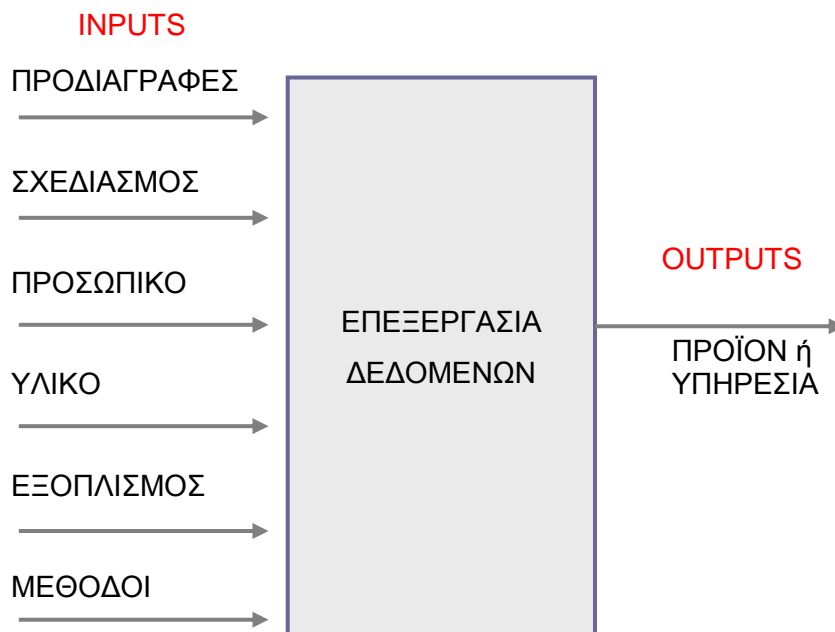 INPUTS
ΠΡΟΔΙΑΓΡΑΦΕΣ
ΣΧΕΔΙΑΣΜΟΣ
ΠΡΟΣΩΠΙΚΟ
ΥΛΙΚΟ
ΕΞΟΠΛΙΣΜΟΣ
ΜΕΘΟΔΟΙ
ΕΠΕΞΕΡΓΑΣΙΑ
ΔΕΔΟΜΕΝΩΝ
OUTPUTS
ΠΡΟΪΟΝ ή
ΥΠΗΡΕΣΙΑ